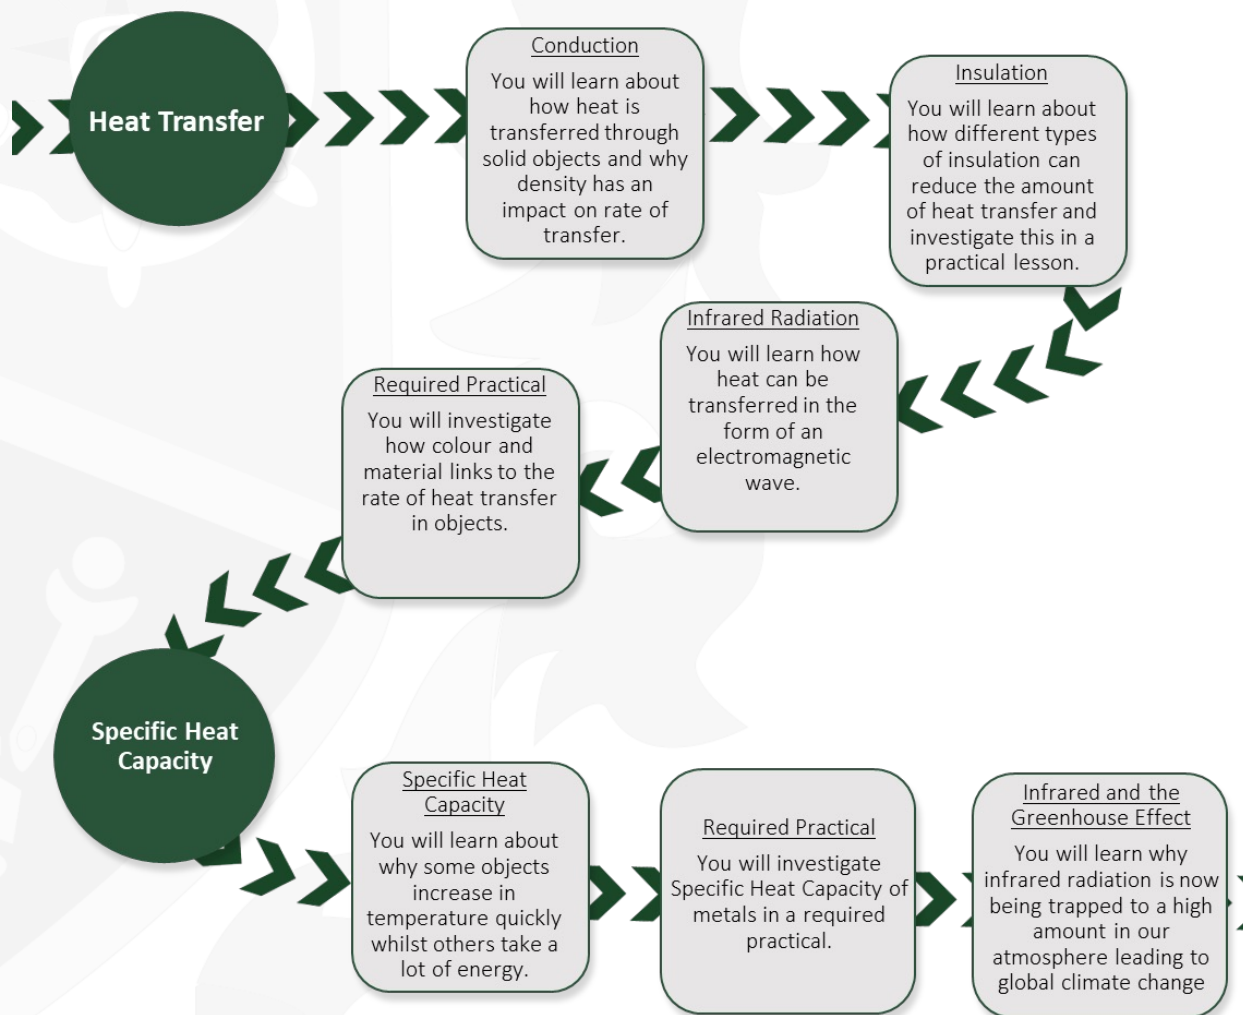 Heat Transfer
Conduction
You will learn about
how heat is
transferred through
solid objects and why
density has an
impact on rate of
transfer.
Insulation
You will learn about
how different types
of insulation can
reduce the amount
of heat transfer and
investigate this in a
practical lesson.
Infrared Radiation
You will learn how
heat can be
transferred in the
form of an
electromagnetic
wave.
Required Practical
You will investigate
how colour and
material links to the
rate of heat transfer
in objects.
Specific Heat
Capacity
Specific Heat
Capacity
You will learn about
why some objects
increase in
temperature quickly
whilst others take a
lot of energy.
Required Practical
You will investigate
Specific Heat Capacity of
metals in a required
practical.
Infrared and the
Greenhouse Effect
You will learn why
infrared radiation is now
being trapped to a high
amount in our
atmosphere leading to
global climate change